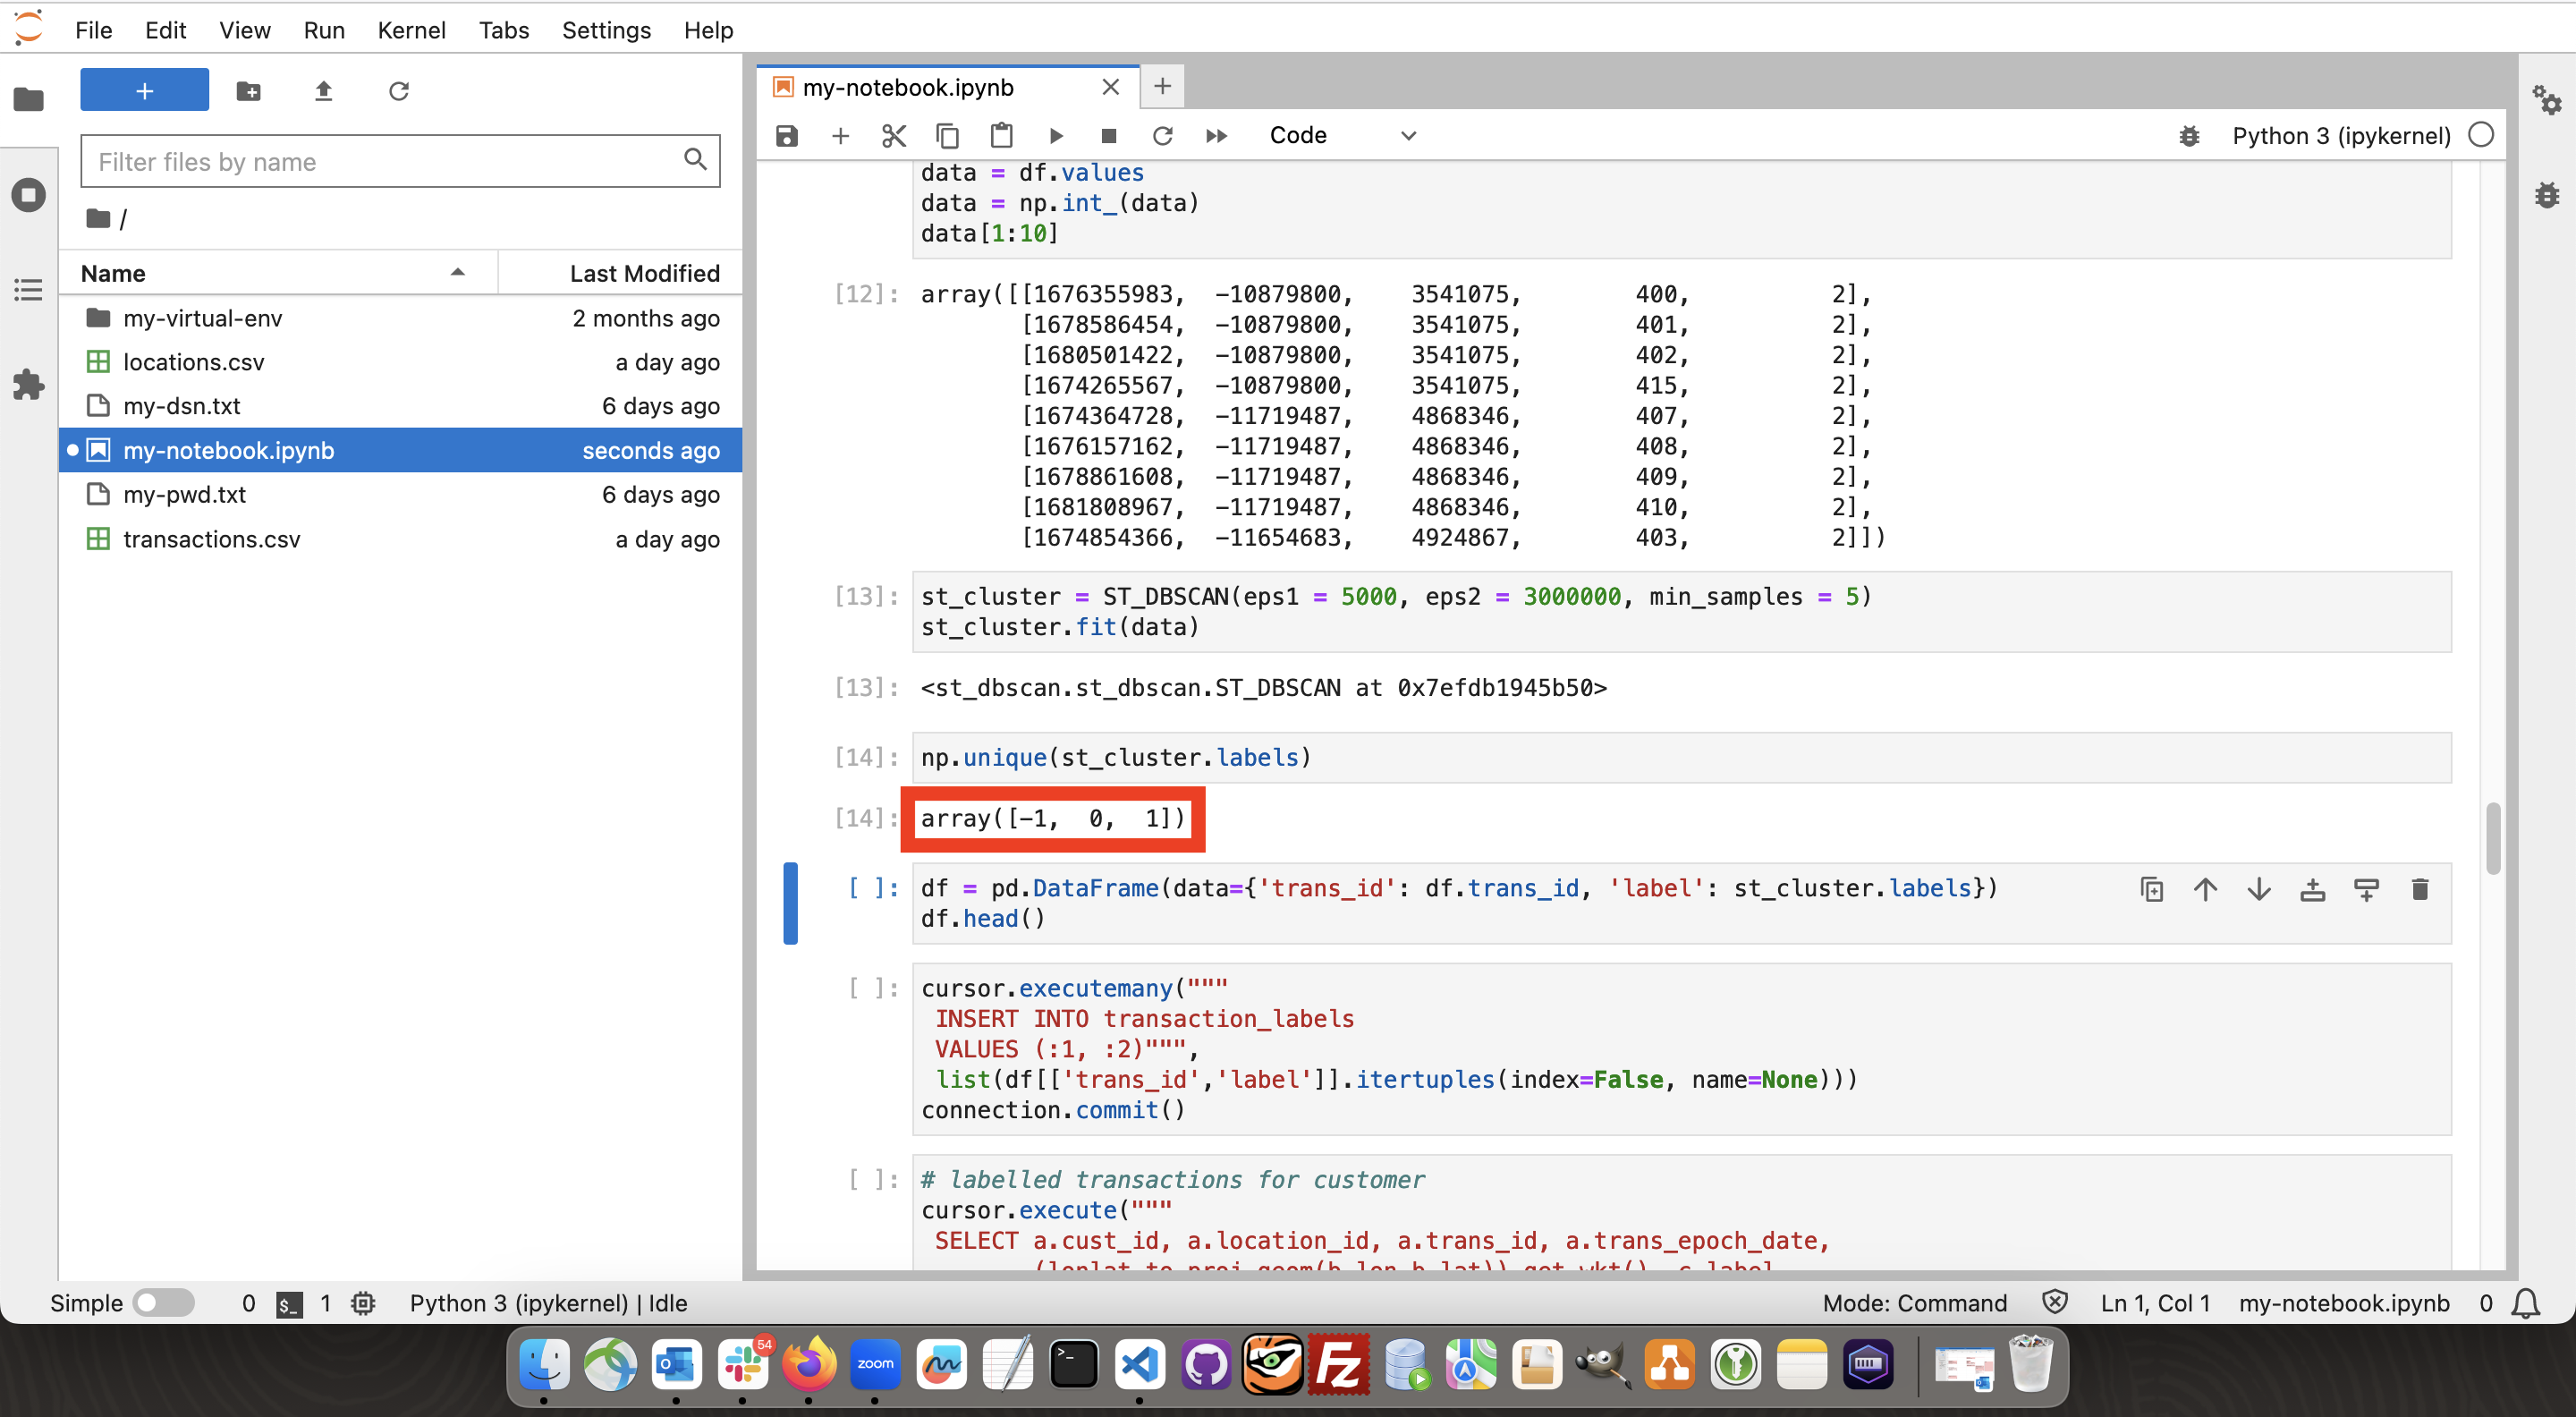 File Edit View Run Kernel Tabs Settings Help
+
Filter files by name
/
Name Last Modified
my-virtual-env 2 months ago
locations.csv a day ago
my-dsn.txt 6 days ago
my-notebook.ipynb seconds ago
my-pwd.txt 6 days ago
transactions.csv a day ago
my-notebook.ipynb
Code Python 3 (ipykernel)
data = df.values
data = np.int_(data)
data[1:10]
[12]: array([[1676355983, -10879800, 3541075, 400, 2],
[1678586454, -10879800, 3541075, 401, 2],
[1680501422, -10879800, 3541075, 402, 2],
[1674265567, -10879800, 3541075, 415, 2],
[1674364728, -11719487, 4868346, 407, 2],
[1676157162, -11719487, 4868346, 408, 2],
[1678861608, -11719487, 4868346, 409, 2],
[1681808967, -11719487, 4868346, 410, 2],
[1674854366, -11654683, 4924867, 403, 2]])
[13]: st_cluster = ST_DBSCAN(eps1 = 5000, eps2 = 3000000, min_samples = 5)
st_cluster.fit(data)
[13]: <st_dbscan.st_dbscan.ST_DBSCAN at 0x7efdb1945b50>
[14]: np.unique(st_cluster.labels)
[14]: array([-1, 0, 1])
[ ]: df = pd.DataFrame(data={'trans_id': df.trans_id, 'label': st_cluster.labels})
df.head()
[ ]: cursor.executemany("""
INSERT INTO transaction_labels
VALUES (:1, :2)""",
list(df[['trans_id','label']].itertuples(index=False, name=None)))
connection.commit()
[ ]: # labelled transactions for customer
cursor.execute("""
SELECT a.cust_id, a.location_id, a.trans_id, a.trans_epoch_date,
(lonlat_to_proj_geom(b.lon,b.lat)).get_wkt(), c.label
Simple 0 $_ 1 Python 3 (ipykernel) | Idle Mode: Command Ln 1, Col 1 my-notebook.ipynb 0
54
zoom
Fz